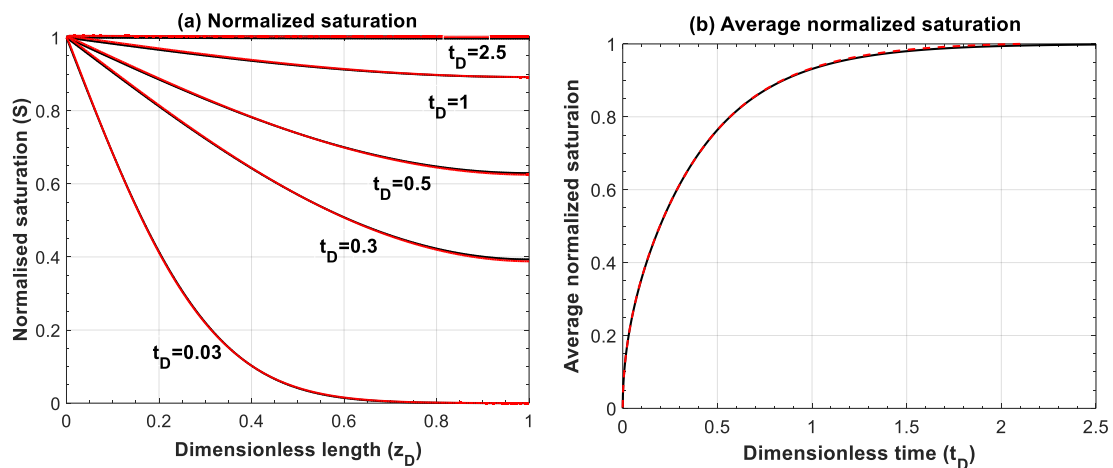 (a) Normalized saturation
Normalised saturation (S)
1
0.8
0.6
0.4
0.2
0
t_D=2.5
t_D=1
t_D=0.5
t_D=0.3
t_D=0.03
0 0.2 0.4 0.6 0.8 1
Dimensionless length (z_D)
(b) Average normalized saturation
Average normalized saturaion
1
0.8
0.6
0.4
0.2
0
0 0.5 1 1.5 2 2.5
Dimensionless time (t_D)